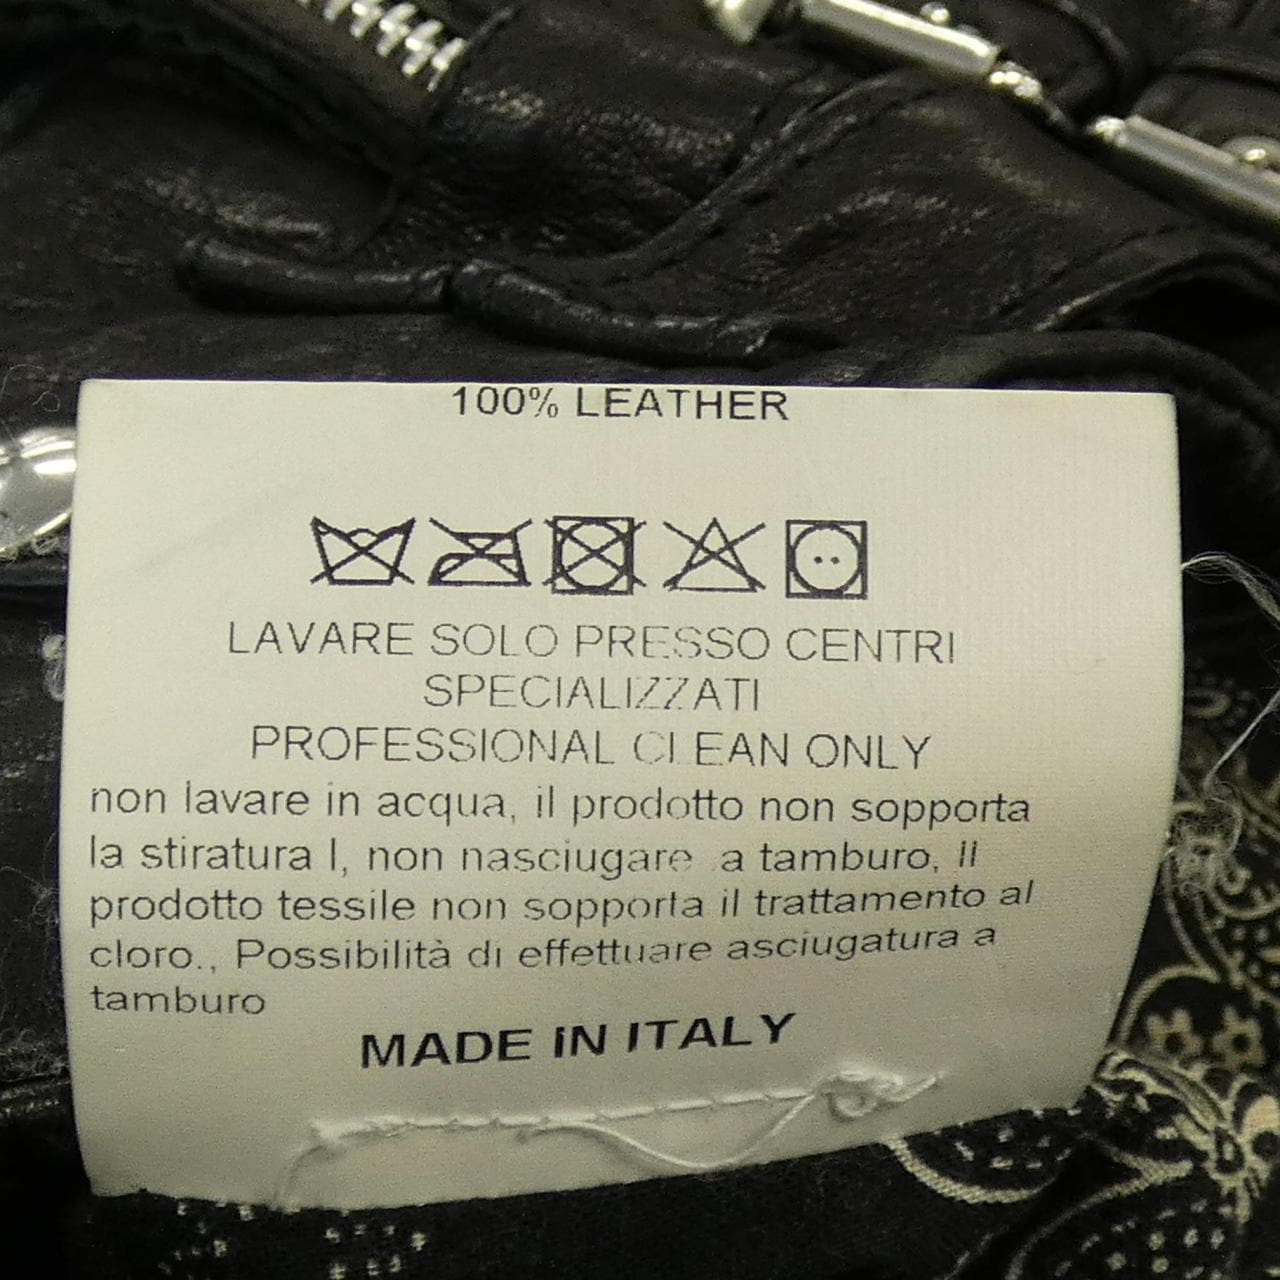 100% LEATHER
LAVARE SOLO PRESSO CENTRI
SPECIALIZZATI
PROFESSIONAL CLEAN ONLY
non lavare in acqua, il prodotto non sopporta
la stiratura I, non nasciugare a tamburo, il
prodotto tessile non sopporta il trattamento al
cloro., Possibilità di effettuare asciugatura a
tamburo
MADE IN ITALY